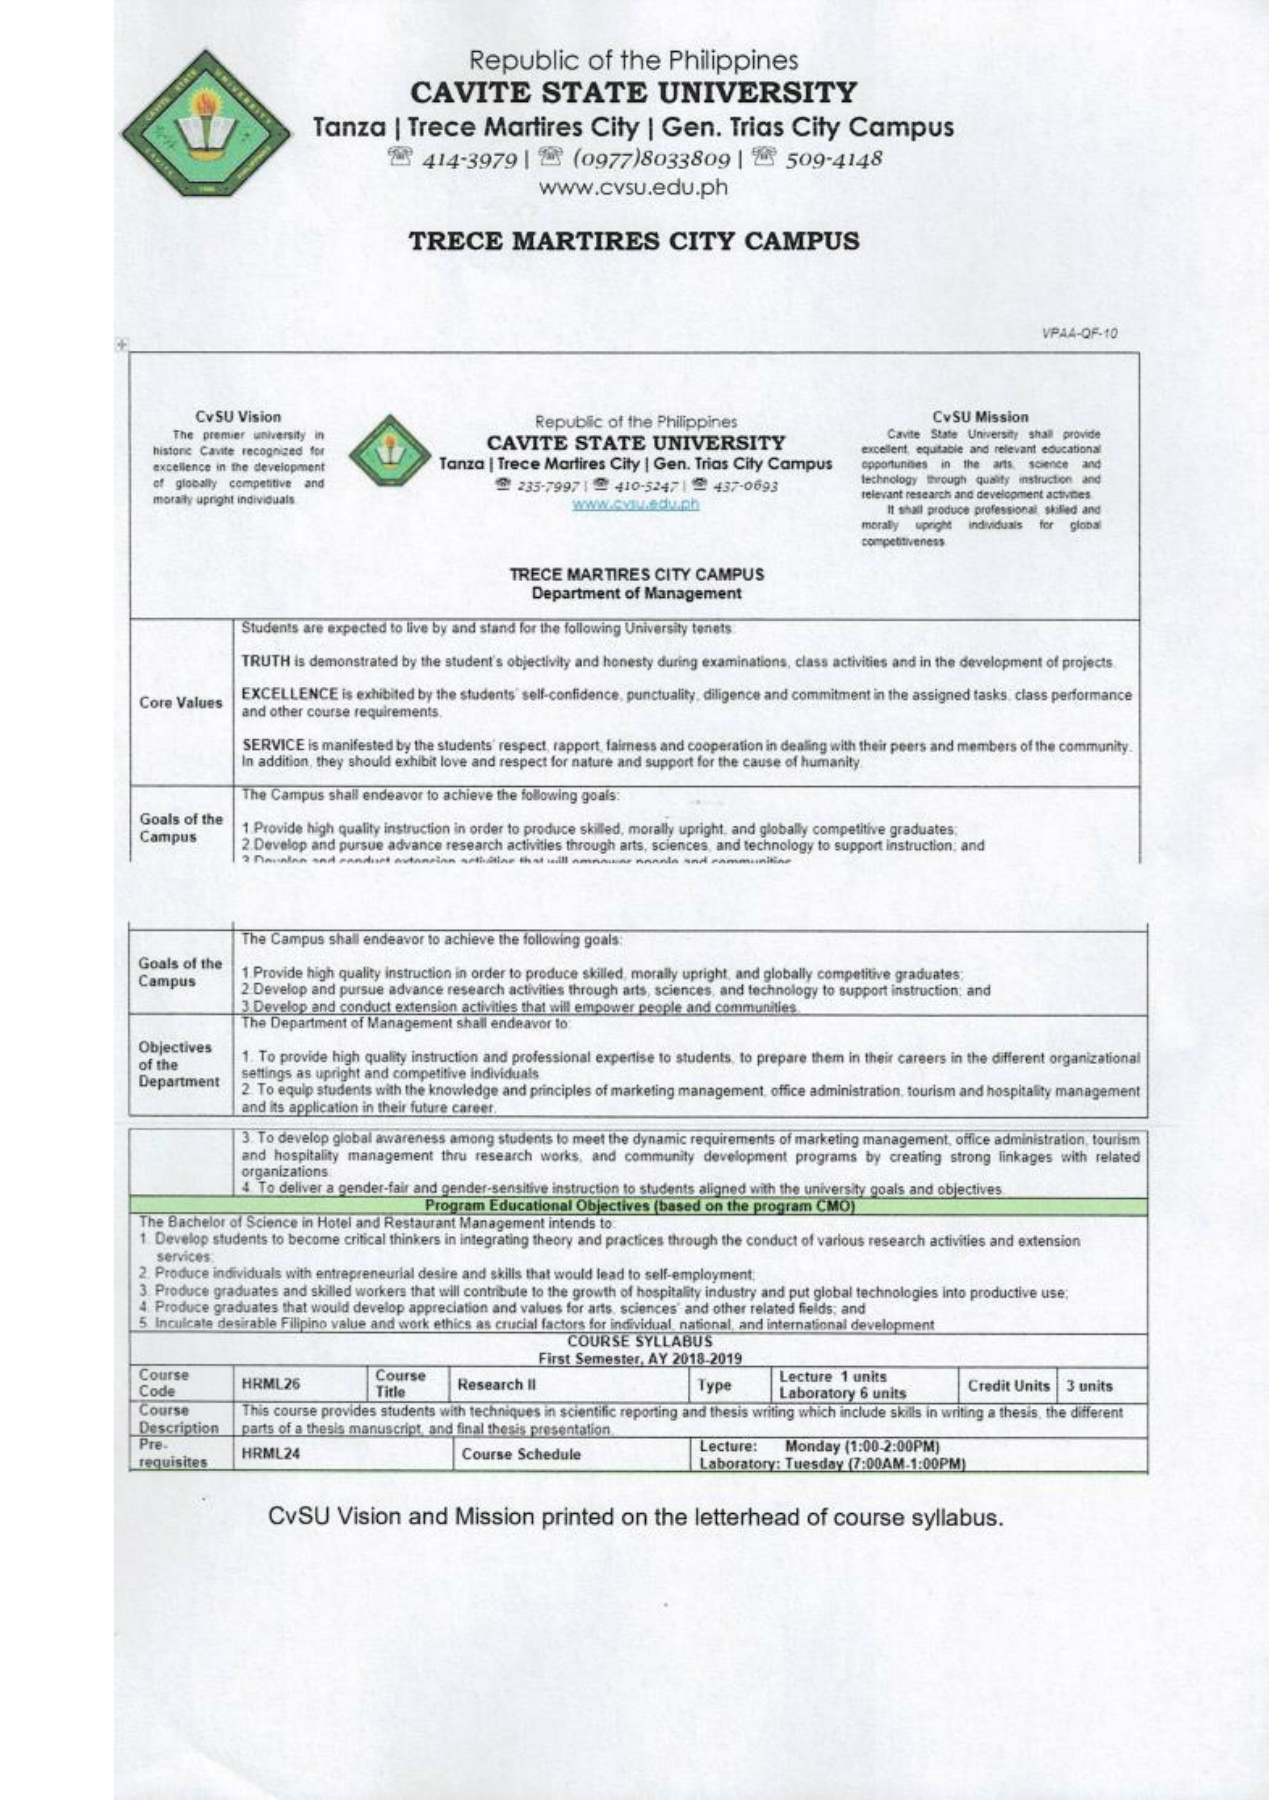 Republic of the Philippines
CAVITE STATE UNIVERSITY
Tanza | Trece Martires City | Gen. Trias City Campus
☏ 414-3979 | ☏ (0977)8033809 | ☏ 509-4148
www.cvsu.edu.ph
TRECE MARTIRES CITY CAMPUS
VPAA-QF-10
CvSU Vision
The premier university in
historic Cavite recognized for
excellence in the development
of globally competitive and
morally upright individuals
Republic of the Philippines
CAVITE STATE UNIVERSITY
Tanza | Trece Martires City | Gen. Trias City Campus
☏ 235-7997 | ☏ 410-5247 | ☏ 437-0693
www.cvsu.edu.ph
CvSU Mission
Cavite State University shall provide
excellent, equitable and relevant educational
opportunities in the arts, science and
technology through quality instruction and
relevant research and development activities.
It shall produce professional, skilled and
morally upright individuals for global
competitiveness
TRECE MARTIRES CITY CAMPUS
Department of Management
Core Values
Students are expected to live by and stand for the following University tenets:
TRUTH is demonstrated by the student's objectivity and honesty during examinations, class activities and in the development of projects.
EXCELLENCE is exhibited by the students' self-confidence, punctuality, diligence and commitment in the assigned tasks, class performance
and other course requirements.
SERVICE is manifested by the students' respect, rapport, fairness and cooperation in dealing with their peers and members of the community.
In addition, they should exhibit love and respect for nature and support for the cause of humanity.
Goals of the
Campus
The Campus shall endeavor to achieve the following goals:
1.Provide high quality instruction in order to produce skilled, morally upright, and globally competitive graduates;
2.Develop and pursue advance research activities through arts, sciences, and technology to support instruction; and
3.Develop and conduct extension activities that will empower people and communities
Goals of the
Campus
The Campus shall endeavor to achieve the following goals:
1.Provide high quality instruction in order to produce skilled, morally upright, and globally competitive graduates;
2.Develop and pursue advance research activities through arts, sciences, and technology to support instruction; and
3.Develop and conduct extension activities that will empower people and communities.
Objectives
of the
Department
The Department of Management shall endeavor to:
1. To provide high quality instruction and professional expertise to students, to prepare them in their careers in the different organizational
settings as upright and competitive individuals
2. To equip students with the knowledge and principles of marketing management, office administration, tourism and hospitality management
and its application in their future career.
3. To develop global awareness among students to meet the dynamic requirements of marketing management, office administration, tourism
and hospitality management thru research works, and community development programs by creating strong linkages with related
organizations.
4. To deliver a gender-fair and gender-sensitive instruction to students aligned with the university goals and objectives.
Program Educational Objectives (based on the program CMO)
The Bachelor of Science in Hotel and Restaurant Management intends to:
1. Develop students to become critical thinkers in integrating theory and practices through the conduct of various research activities and extension
services;
2. Produce individuals with entrepreneurial desire and skills that would lead to self-employment;
3. Produce graduates and skilled workers that will contribute to the growth of hospitality industry and put global technologies into productive use;
4. Produce graduates that would develop appreciation and values for arts, sciences' and other related fields; and
5. Inculcate desirable Filipino value and work ethics as crucial factors for individual, national, and international development
COURSE SYLLABUS
First Semester, AY 2018-2019
Course Code HRML26 Course Title Research II Type Lecture 1 units Laboratory 6 units Credit Units 3 units
Course Description This course provides students with techniques in scientific reporting and thesis writing which include skills in writing a thesis, the different
parts of a thesis manuscript, and final thesis presentation.
Pre-requisites HRML24 Course Schedule Lecture: Monday (1:00-2:00PM)
Laboratory: Tuesday (7:00AM-1:00PM)
CvSU Vision and Mission printed on the letterhead of course syllabus.